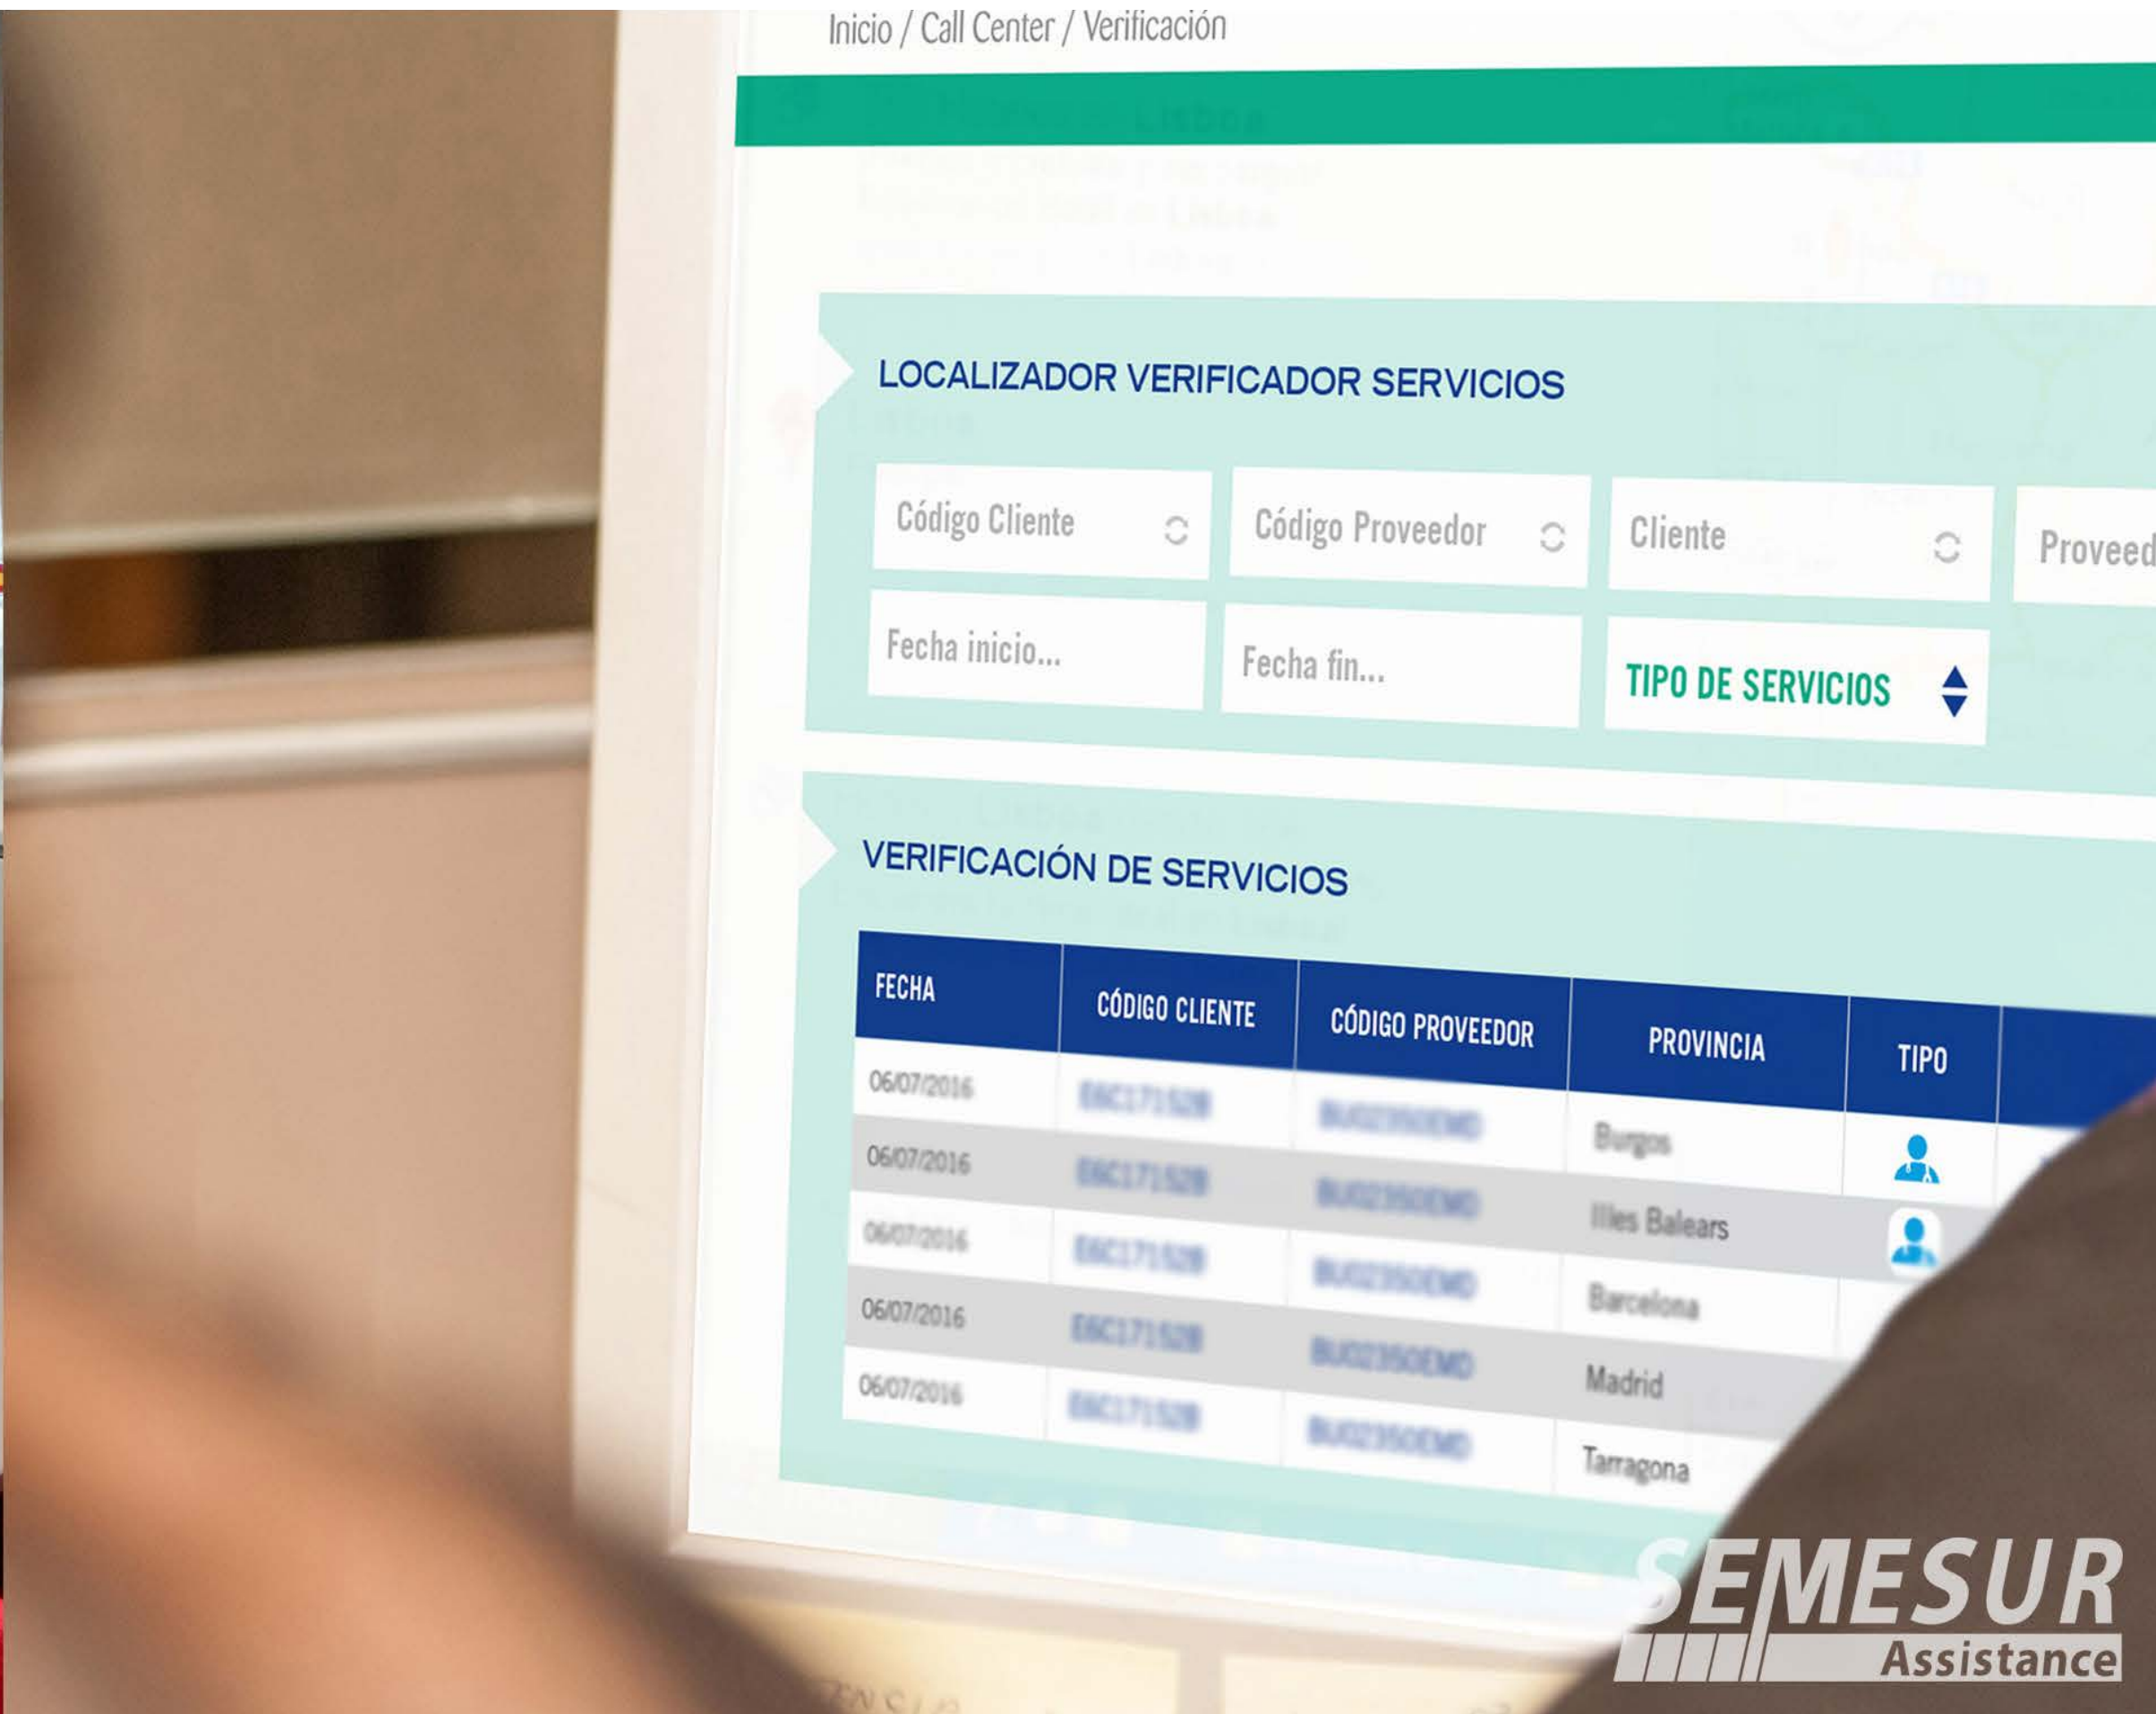 Inicio / Call Center / Verificación
LOCALIZADOR VERIFICADOR SERVICIOS
Código Cliente Código Proveedor Cliente Proveed
Fecha inicio... Fecha fin... TIPO DE SERVICIOS
VERIFICACIÓN DE SERVICIOS
FECHA CÓDIGO CLIENTE CÓDIGO PROVEEDOR PROVINCIA TIPO
06/07/2016 Burgos
06/07/2016 Illes Balears
06/07/2016 Barcelona
06/07/2016 Madrid
06/07/2016 Tarragona
SEMESUR
Assistance